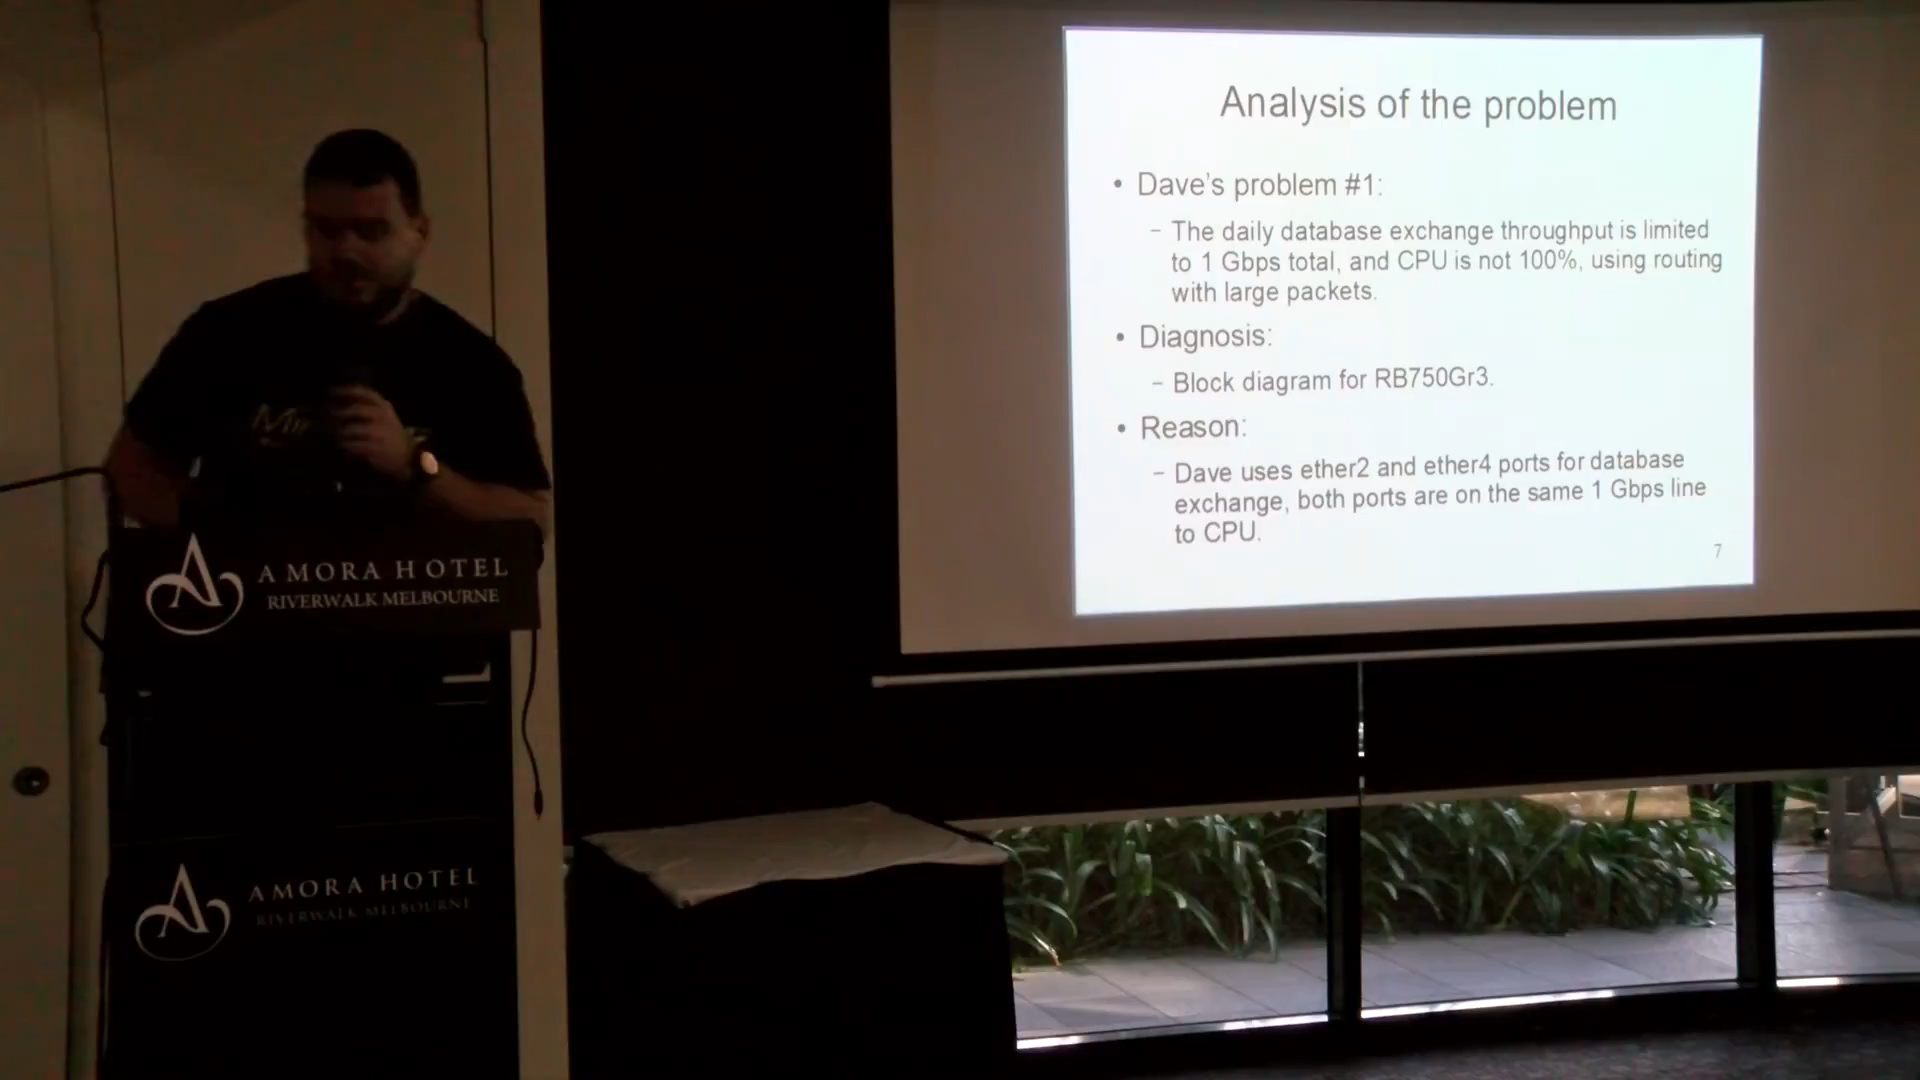 Analysis of the problem
• Dave's problem #1:
– The daily database exchange throughput is limited
to 1 Gbps total, and CPU is not 100%, using routing
with large packets.
• Diagnosis:
– Block diagram for RB750Gr3.
• Reason:
– Dave uses ether2 and ether4 ports for database
exchange, both ports are on the same 1 Gbps line
to CPU.
7
AMORA HOTEL
RIVERWALK MELBOURNE
AMORA HOTEL
RIVERWALK MELBOURNE